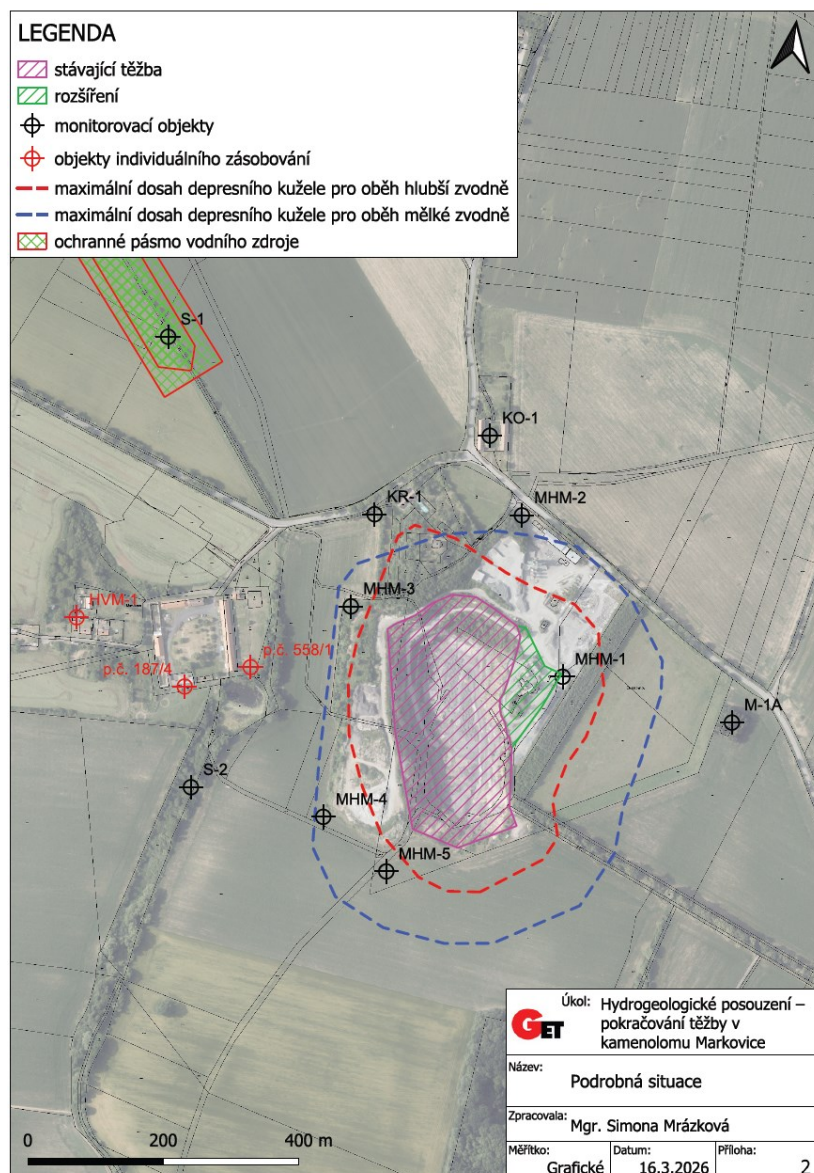 LEGENDA
stávající těžba
rozšíření
monitorovací objekty
objekty individuálního zásobování
maximální dosah depresního kužele pro oběh hlubší zvodně
maximální dosah depresního kužele pro oběh mělké zvodně
ochranné pásmo vodního zdroje
S-1
KO-1
KR-1
MHM-2
MHM-3
HVM-1
p.č. 558/1
p.č. 187/4
MHM-1
M-1A
S-2
MHM-4
MHM-5
GET
Úkol: Hydrogeologické posouzení –
pokračování těžby v
kamenolomu Markovice
Název:
Podrobná situace
Zpracovala: Mgr. Simona Mrázková
Měřítko: Datum: Příloha:
Grafické 16.3.2026 2
0 200 400 m